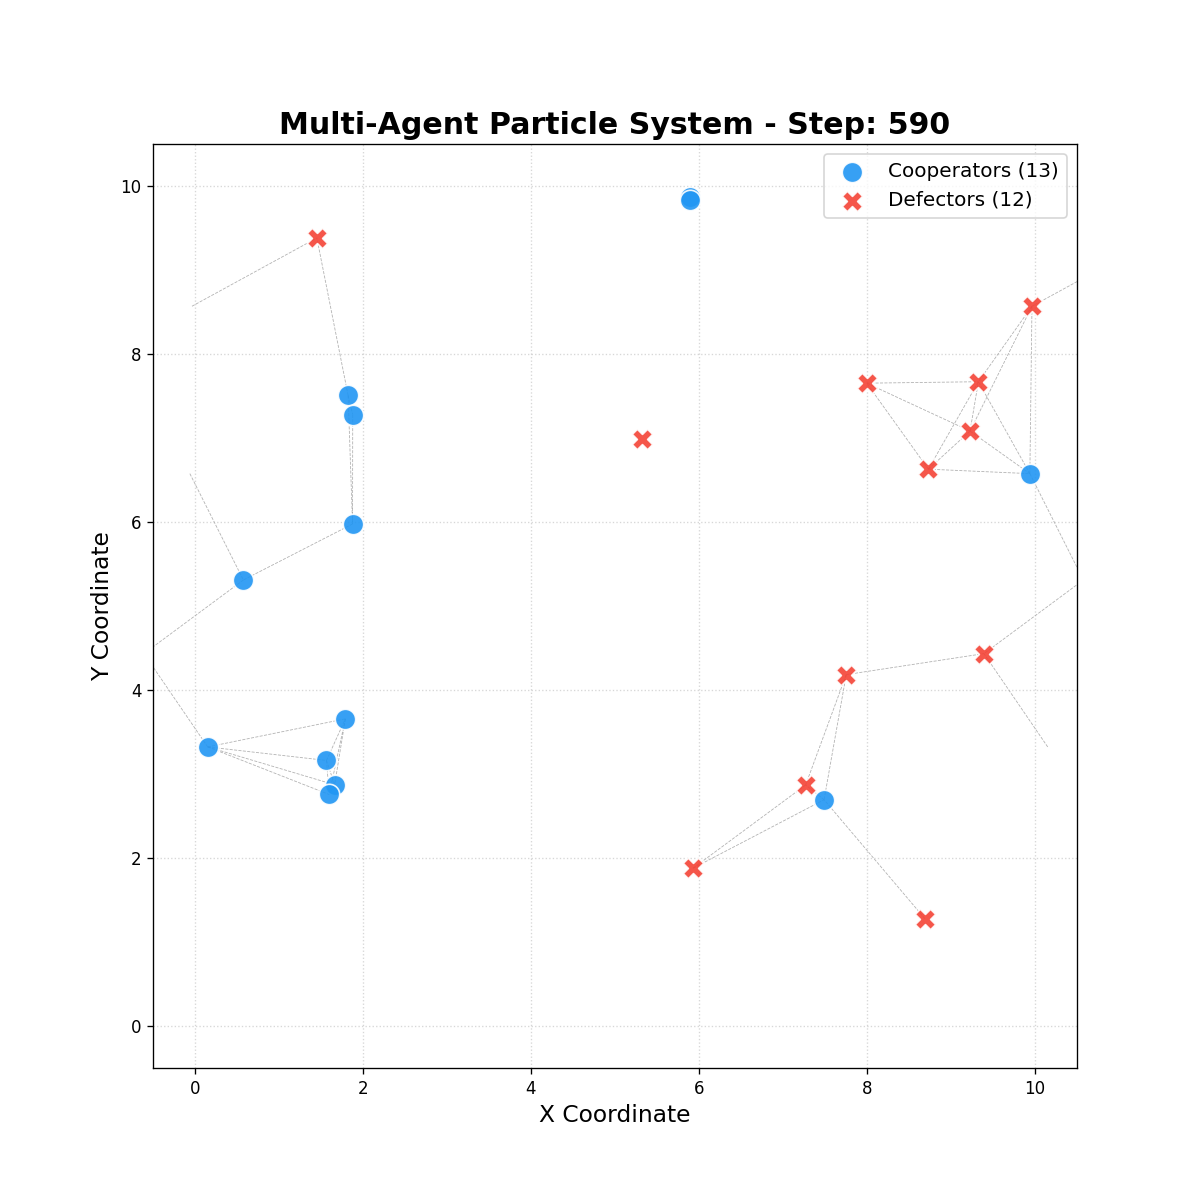 Multi-Agent Particle System - Step: 590
Cooperators (13)
Defectors (12)
10
8
6
4
2
0
Y Coordinate
0 2 4 6 8 10
X Coordinate